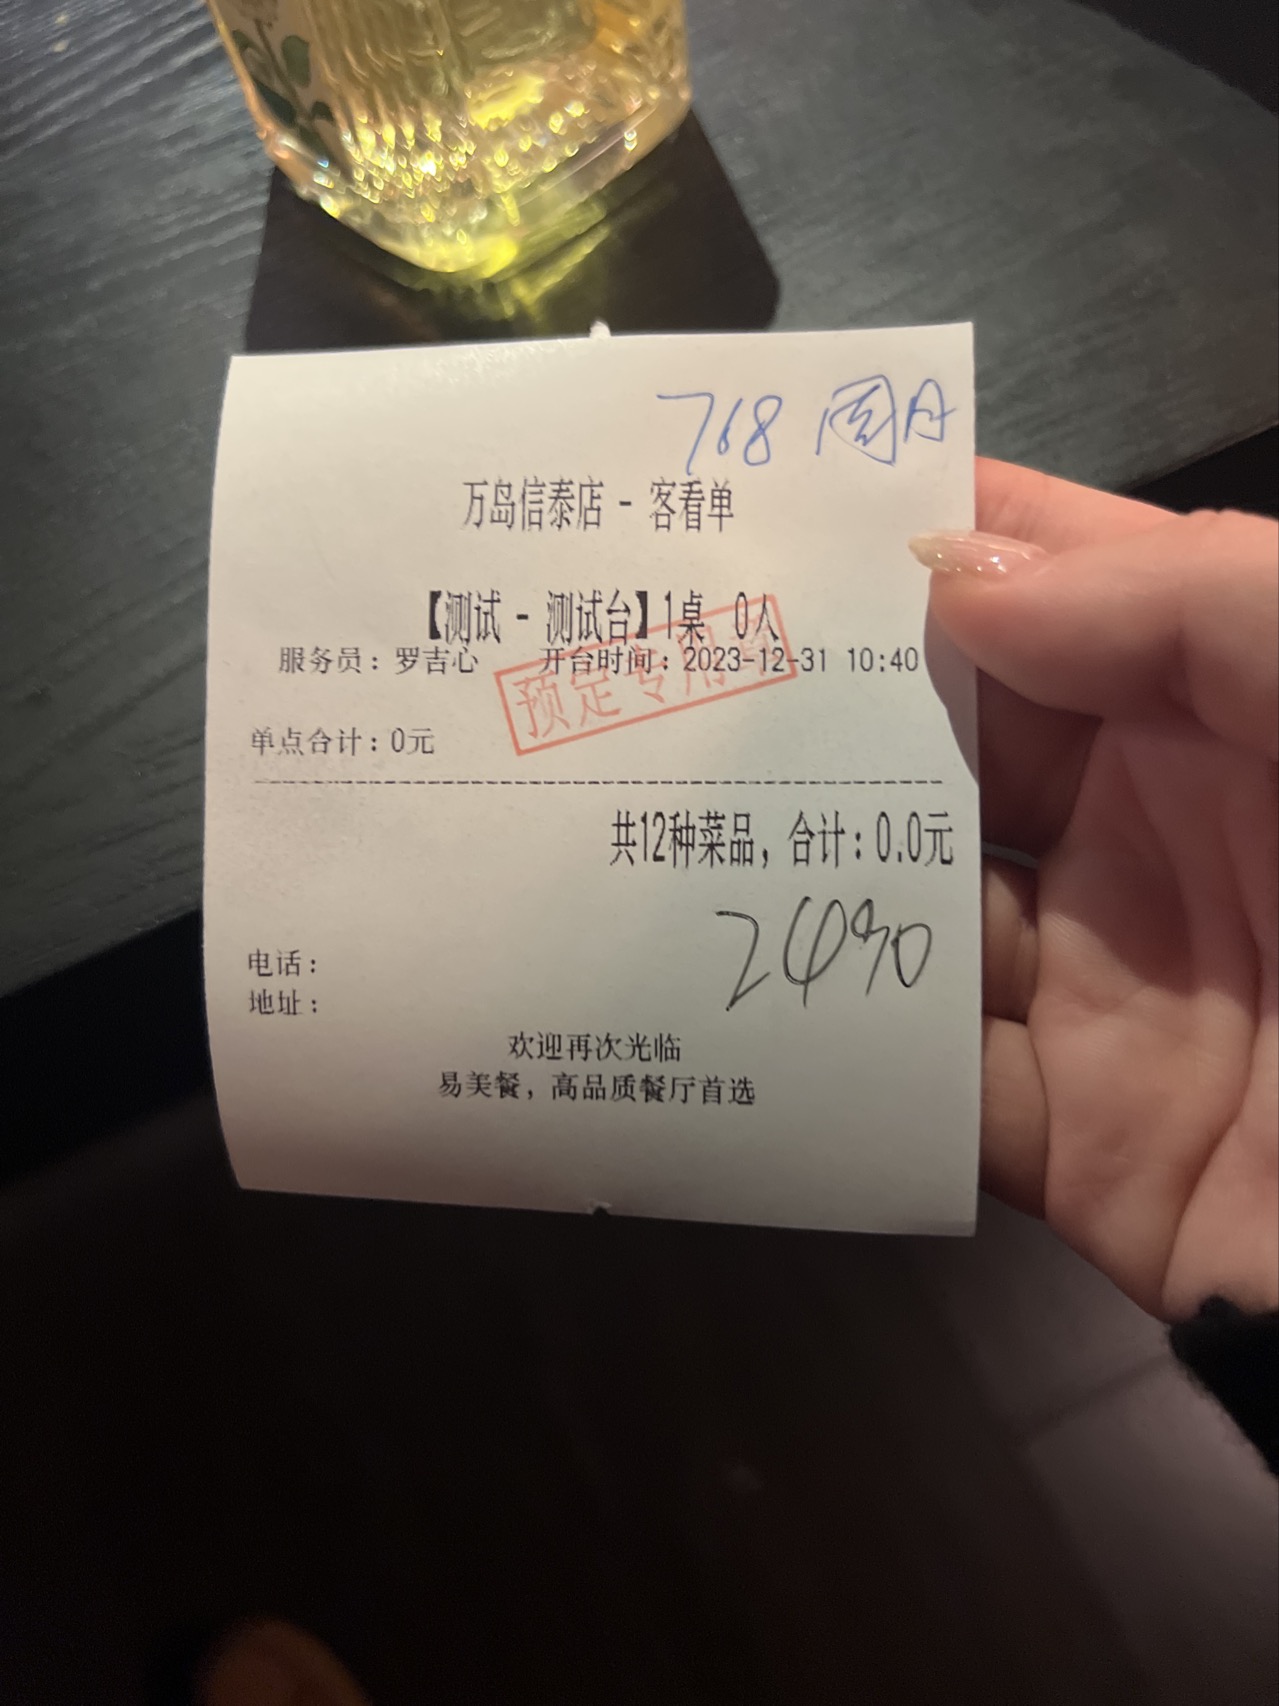 768 周丹
万岛信泰店 - 客看单
【测试 - 测试台】1桌 0人
服务员：罗吉心 开台时间：2023-12-31 10:40
预定专用章
单点合计：0元
共12种菜品，合计：0.0元
电话：
地址：
欢迎再次光临
易美餐，高品质餐厅首选